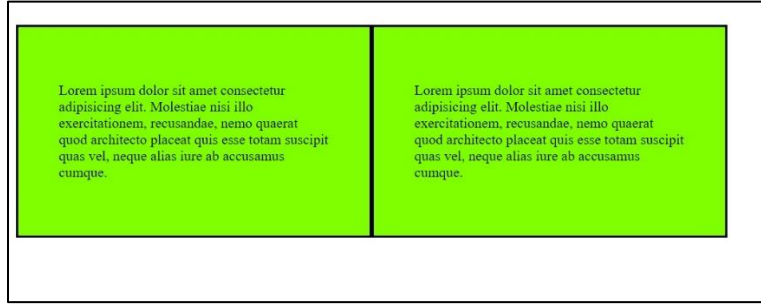 Lorem ipsum dolor sit amet consectetur
adipisicing elit. Molestiae nisi illo
exercitationem, recusandae, nemo quaerat
quod architecto placeat quis esse totam suscipit
quas vel, neque alias iure ab accusamus
cumque.
Lorem ipsum dolor sit amet consectetur
adipisicing elit. Molestiae nisi illo
exercitationem, recusandae, nemo quaerat
quod architecto placeat quis esse totam suscipit
quas vel, neque alias iure ab accusamus
cumque.